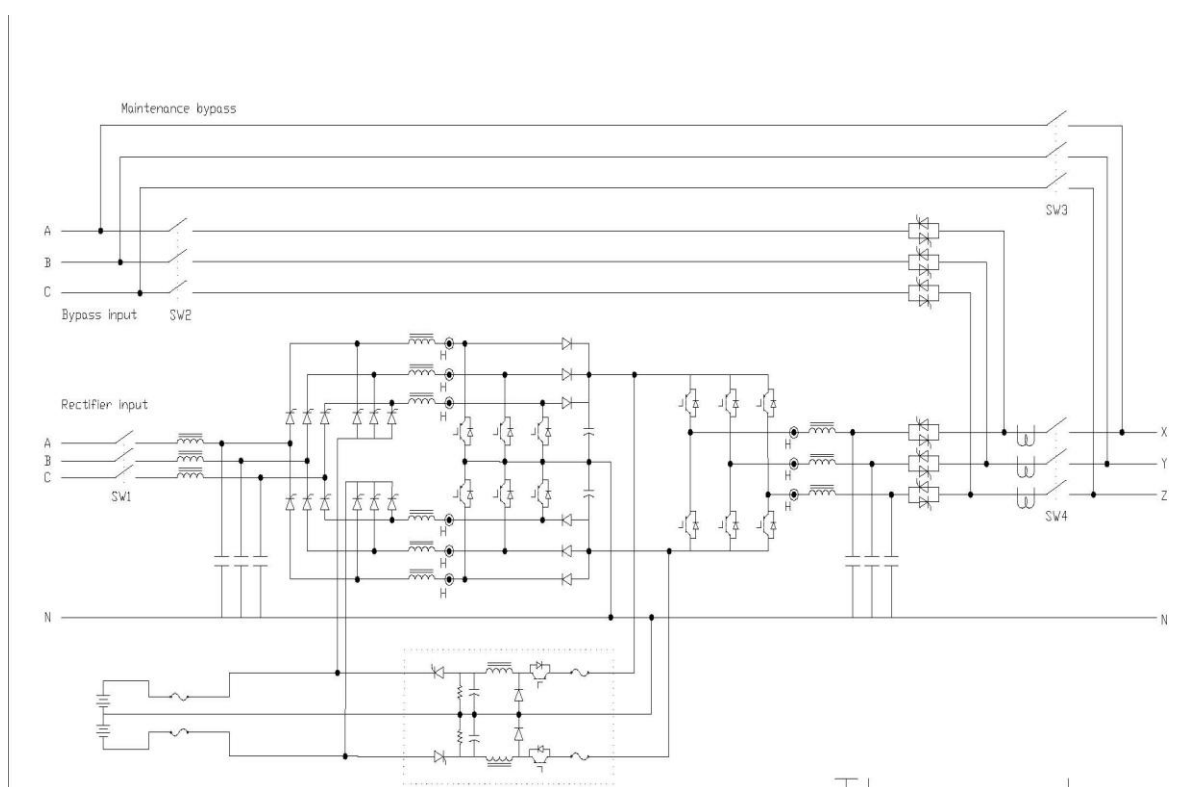 Maintenance bypass
SW3
A
B
C
Bypass input
SW2
H
H
H
Rectifier input
A
B
C
SW1
H
H
H
H
H
H
X
Y
Z
SW4
N
N